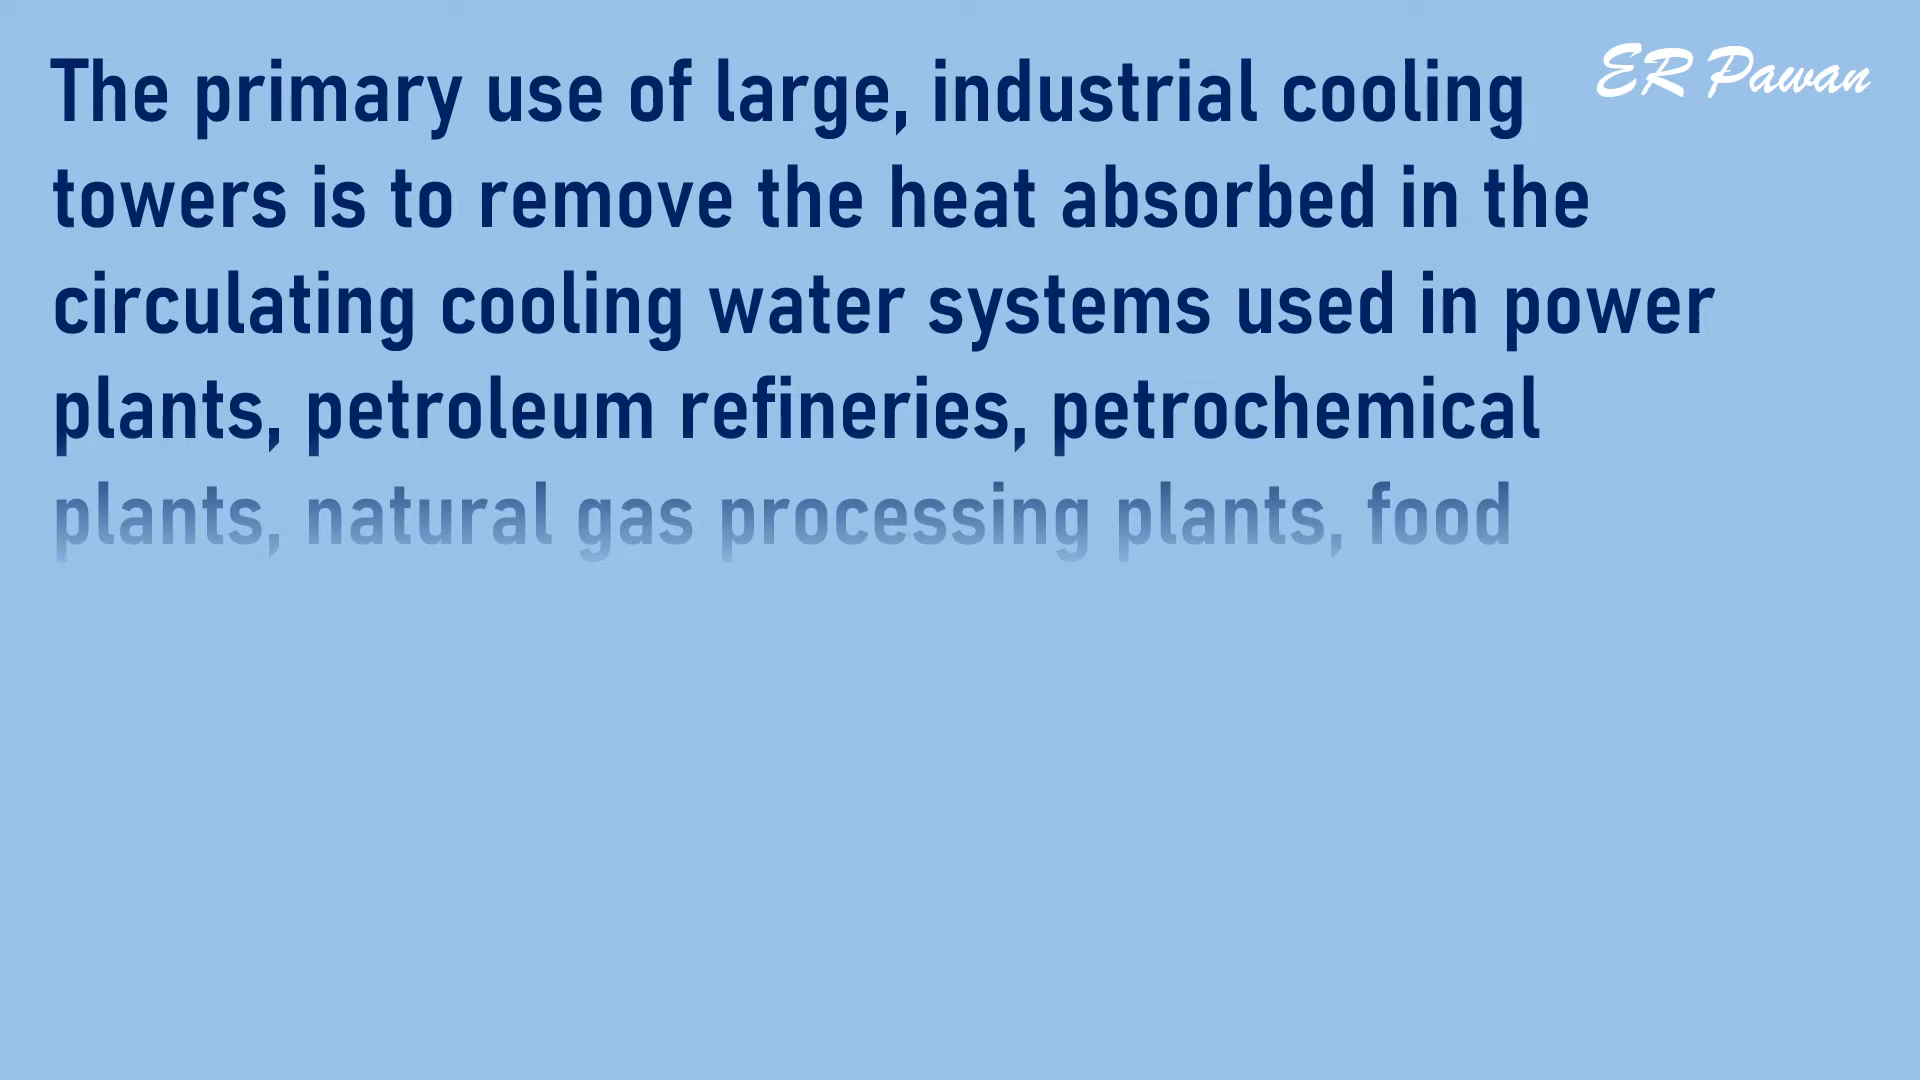 The primary use of large, industrial cooling
ER Pawan
towers is to remove the heat absorbed in the
circulating cooling water systems used in power
plants, petroleum refineries, petrochemical
plants, natural gas processing plants, food